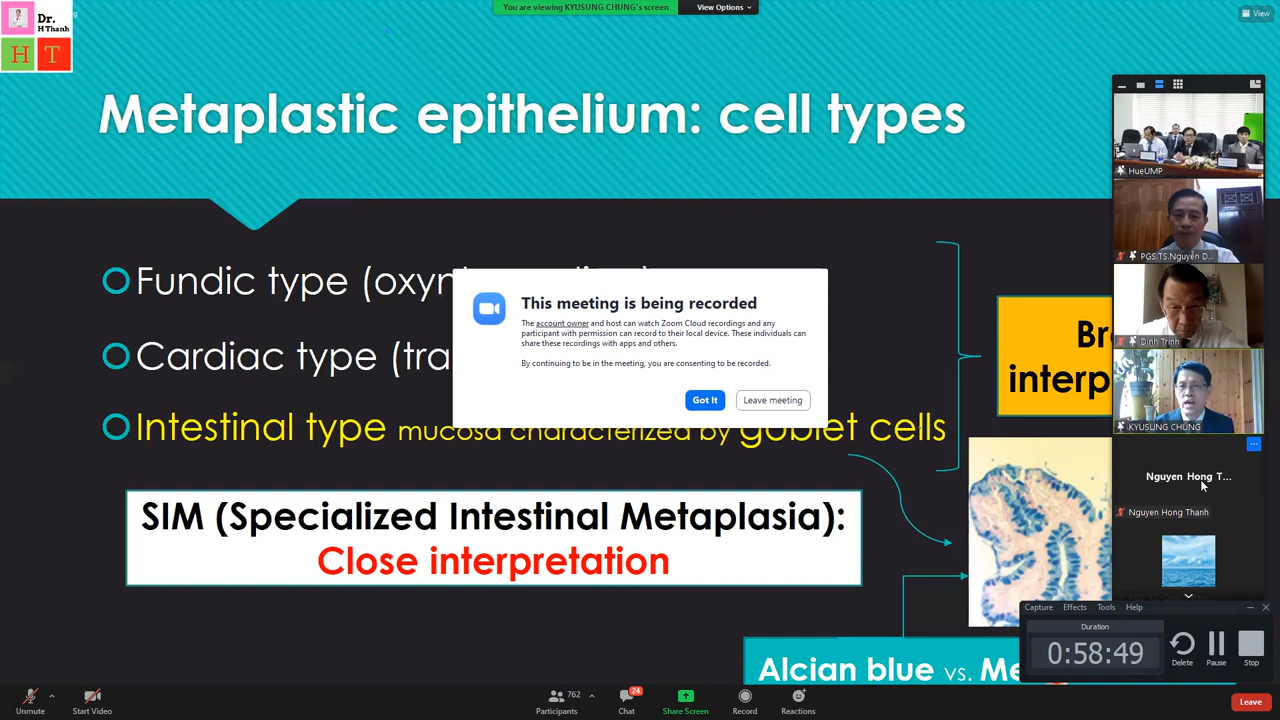 You are viewing KYUSUNG CHUNG's screen
View Options
View
Dr.
H Thanh
H T
Metaplastic epithelium: cell types
HueUMP
PGS.TS.Nguyễn D...
Dinh Trinh
KYUSUNG CHUNG
Nguyen Hong T...
Nguyen Hong Thanh
Fundic type
Cardiac type
Intestinal type mucosa characterized by goblet cells
This meeting is being recorded
The account owner and host can watch Zoom Cloud recordings and any
participant with permission can record to their local device. These individuals can
share these recordings with apps and others.
By continuing to be in the meeting, you are consenting to be recorded.
Got It
Leave meeting
SIM (Specialized Intestinal Metaplasia):
Close interpretation
Alcian blue vs.
Capture Effects Tools Help
Duration
0:58:49
Delete
Pause
Stop
Unmute
Start Video
762
Participants
24
Chat
Share Screen
Record
Reactions
Leave